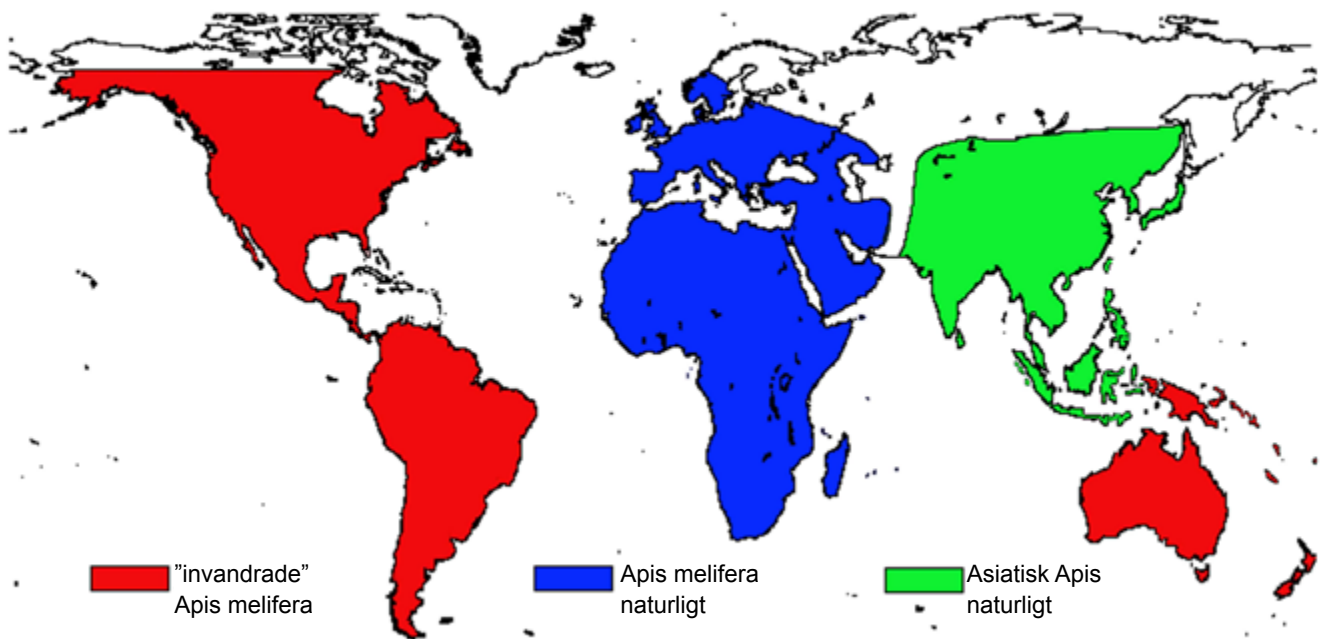 ”invandrade”
Apis melifera
Apis melifera
naturligt
Asiatisk Apis
naturligt